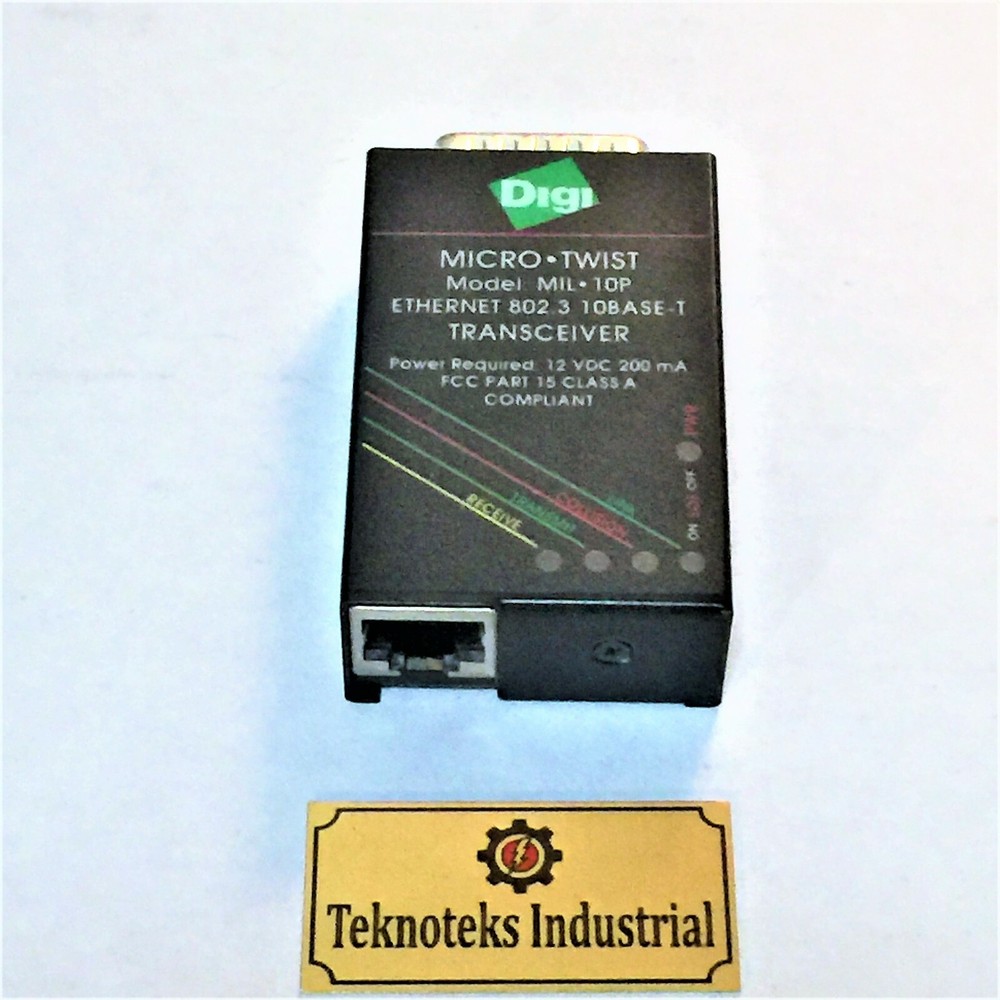 Digi
MICRO•TWIST
Model MIL•10P
ETHERNET 802.3 10BASE-T
TRANSCEIVER
Power Required: 12 VDC 200 mA
FCC PART 15 CLASS A
COMPLIANT
PWR
ON SQE OFF
LINK
COLLISION
TRANSMIT
RECEIVE
Teknoteks Industrial